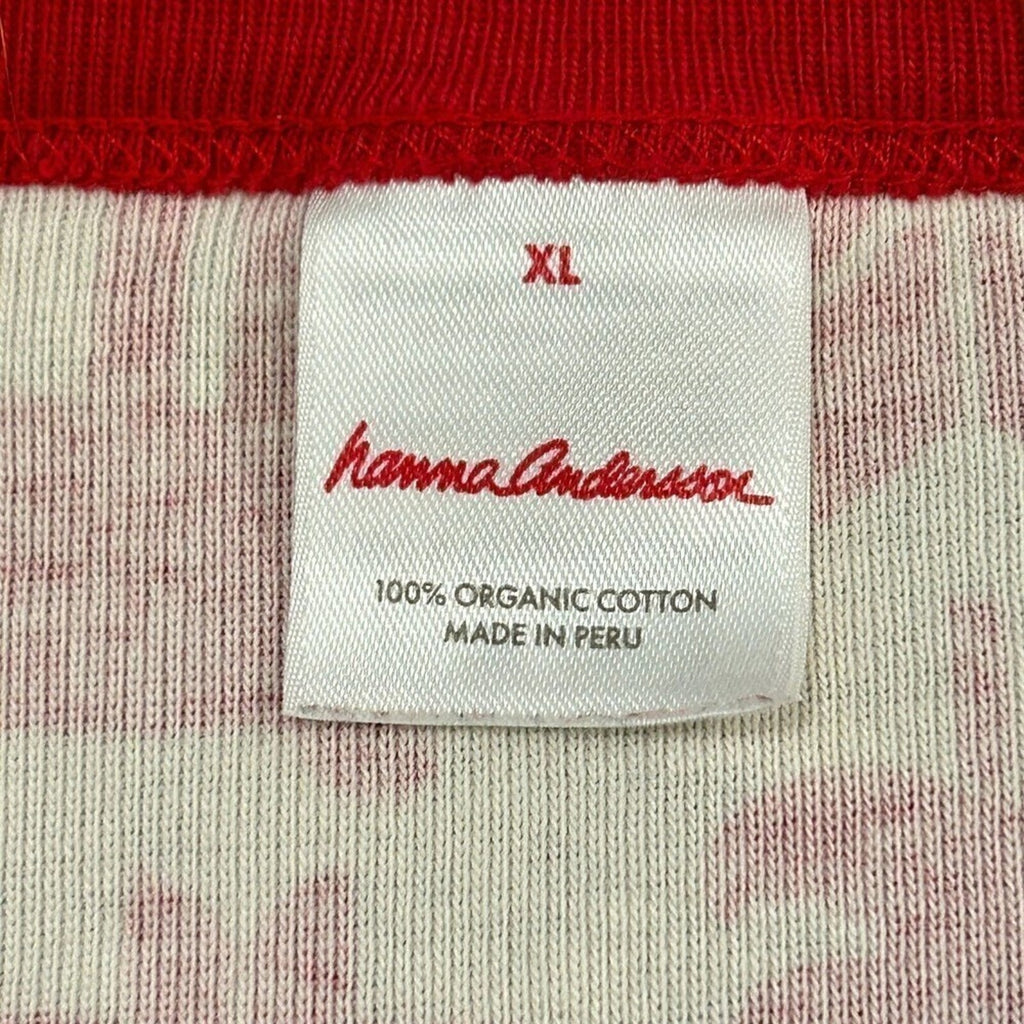 XL
hanna Andersson
100% ORGANIC COTTON
MADE IN PERU